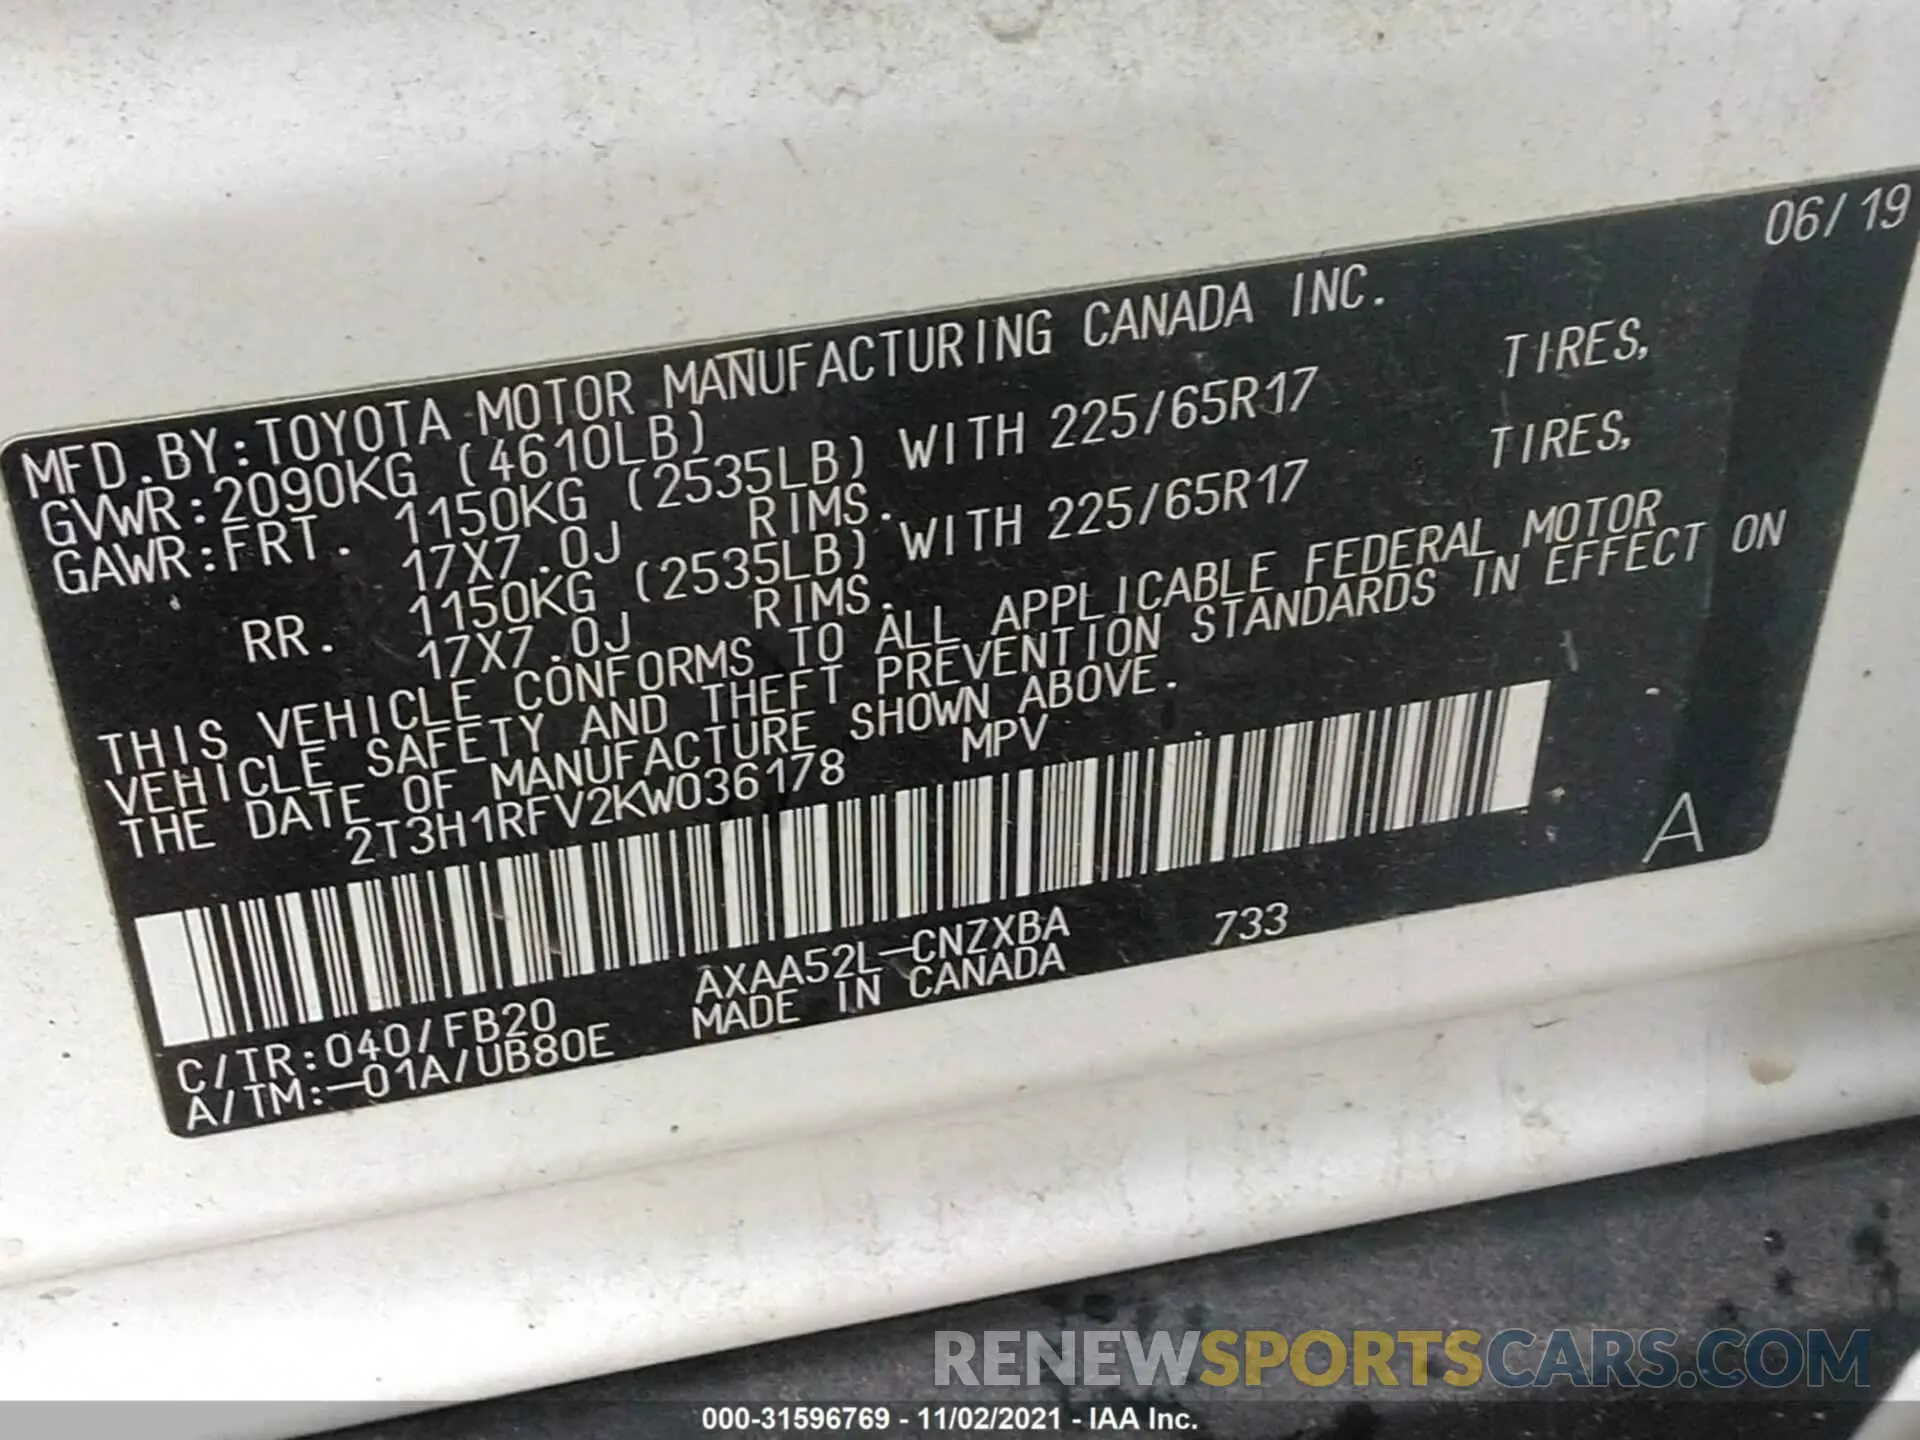 06/19
MFD.BY:TOYOTA MOTOR MANUFACTURING CANADA INC.
GVWR:2090KG (4610LB)
GAWR:FRT. 1150KG (2535LB) WITH 225/65R17 TIRES,
17X7.0J RIMS.
RR. 1150KG (2535LB) WITH 225/65R17 TIRES,
17X7.0J RIMS.
THIS VEHICLE CONFORMS TO ALL APPLICABLE FEDERAL MOTOR
VEHICLE SAFETY AND THEFT PREVENTION STANDARDS IN EFFECT ON
THE DATE OF MANUFACTURE SHOWN ABOVE.
2T3H1RFV2KW036178 MPV
A
C/TR:040/FB20 AXAA52L-CNZXBA 733
A/TM:-01A/UB80E MADE IN CANADA
RENEWSPORTSCARS.COM
000-31596769 - 11/02/2021 - IAA Inc.